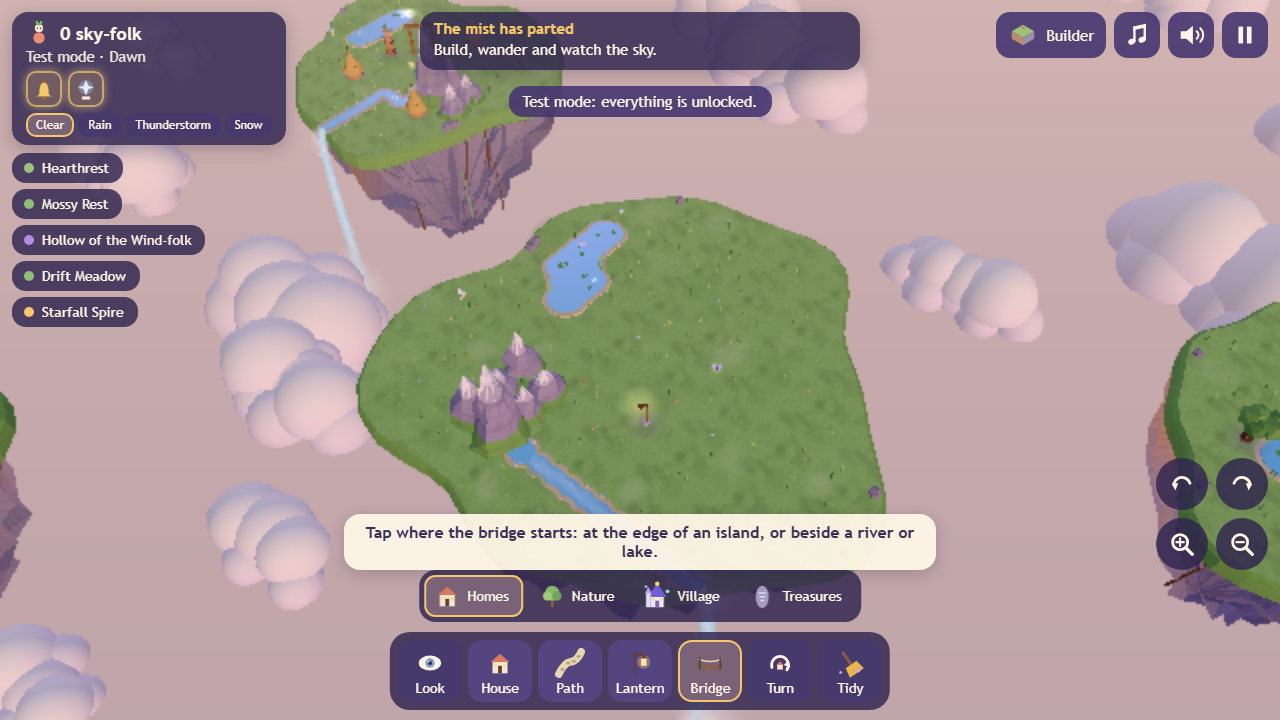 0 sky-folk
Test mode · Dawn
Clear
Rain
Thunderstorm
Snow
The mist has parted
Build, wander and watch the sky.
Test mode: everything is unlocked.
Builder
Hearthrest
Mossy Rest
Hollow of the Wind-folk
Drift Meadow
Starfall Spire
Tap where the bridge starts: at the edge of an island, or beside a river or
lake.
Homes
Nature
Village
Treasures
Look
House
Path
Lantern
Bridge
Turn
Tidy